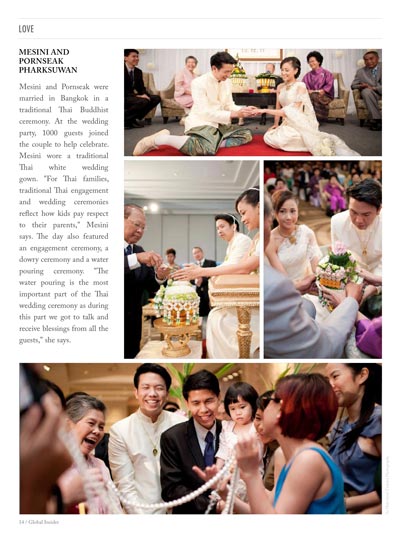 LOVE
MESINI AND
PORNSEAK
PHARKSUWAN
Mesini and Pornseak were
married in Bangkok in a
traditional Thai Buddhist
ceremony. At the wedding
party, 1000 guests joined
the couple to help celebrate.
Mesini wore a traditional
Thai white wedding
gown. "For Thai families,
traditional Thai engagement
and wedding ceremonies
reflect how kids pay respect
to their parents," Mesini
says. The day also featured
an engagement ceremony, a
dowry ceremony and a water
pouring ceremony. "The
water pouring is the most
important part of the Thai
wedding ceremony as during
this part we got to talk and
receive blessings from all the
guests," she says.
14 / Global Insider